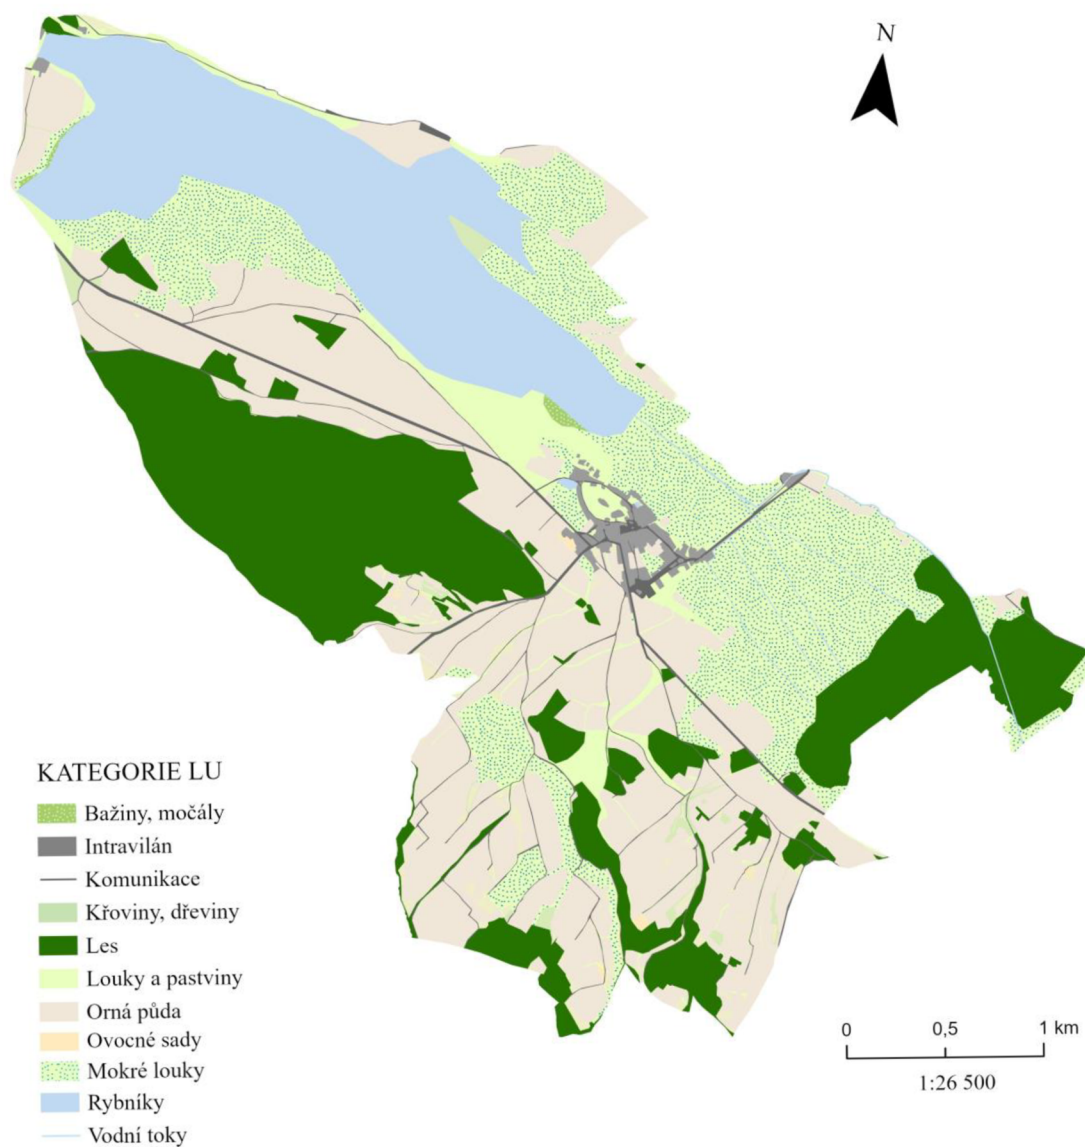 N
KATEGORIE LU
Bažiny, močály
Intravilán
Komunikace
Křoviny, dřeviny
Les
Louky a pastviny
Orná půda
Ovocné sady
Mokré louky
Rybníky
Vodní toky
0 0,5 1 km
1:26 500